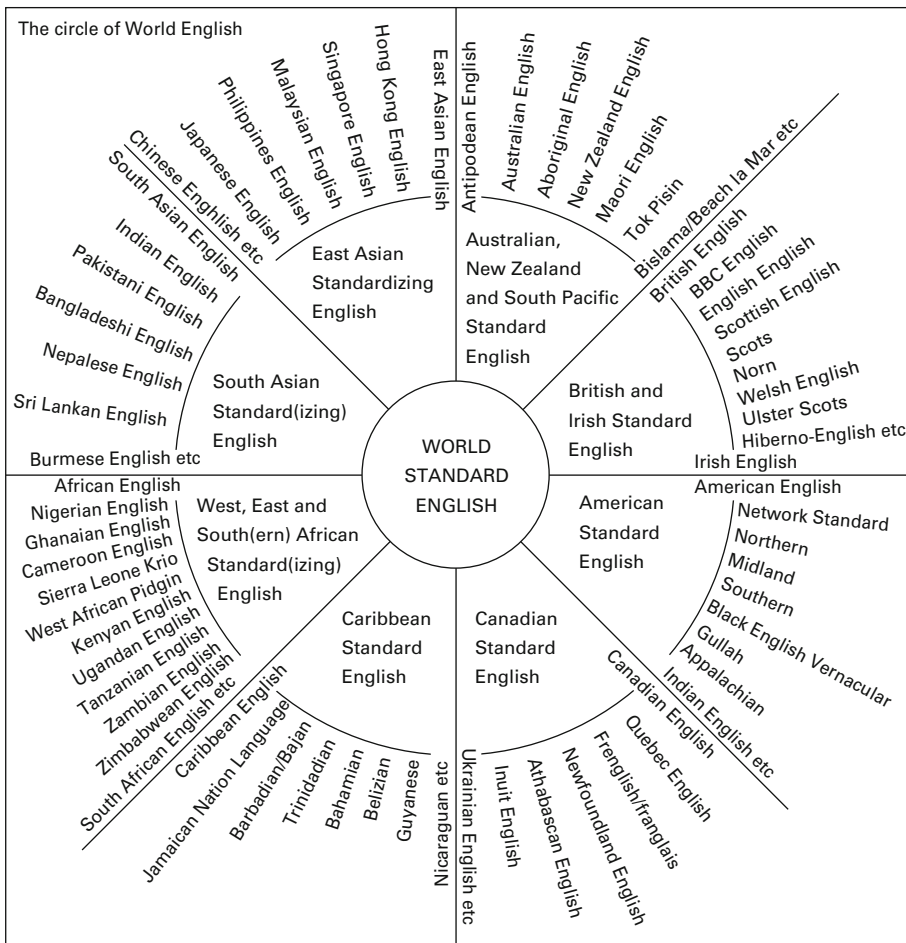 The circle of World English
East Asian English
Hong Kong English
Singapore English
Malaysian English
Philippines English
Japanese English
Chinese Enghlish etc
East Asian
Standardizing
English
Antipodean English
Australian English
Aboriginal English
New Zealand English
Maori English
Tok Pisin
Bislama/Beach la Mar etc
Australian,
New Zealand
and South Pacific
Standard
English
British English
BBC English
English English
Scottish English
Scots
Norn
Welsh English
Ulster Scots
Hiberno-English etc
Irish English
British and
Irish Standard
English
American English
Network Standard
Northern
Midland
Southern
Black English Vernacular
Gullah
Appalachian
Indian English etc
American
Standard
English
Canadian English
Quebec English
Frenglish/franglais
Newfoundland English
Athabascan English
Inuit English
Ukrainian English etc
Canadian
Standard
English
Caribbean English
Jamaican Nation Language
Barbadian/Bajan
Trinidadian
Bahamian
Belizian
Guyanese
Nicaraguan etc
Caribbean
Standard
English
African English
Nigerian English
Ghanaian English
Cameroon English
Sierra Leone Krio
West African Pidgin
Kenyan English
Ugandan English
Tanzanian English
Zambian English
Zimbabwean English
South African English etc
West, East and
South(ern) African
Standard(izing)
English
South Asian English
Indian English
Pakistani English
Bangladeshi English
Nepalese English
Sri Lankan English
Burmese English etc
South Asian
Standard(izing)
English
WORLD
STANDARD
ENGLISH